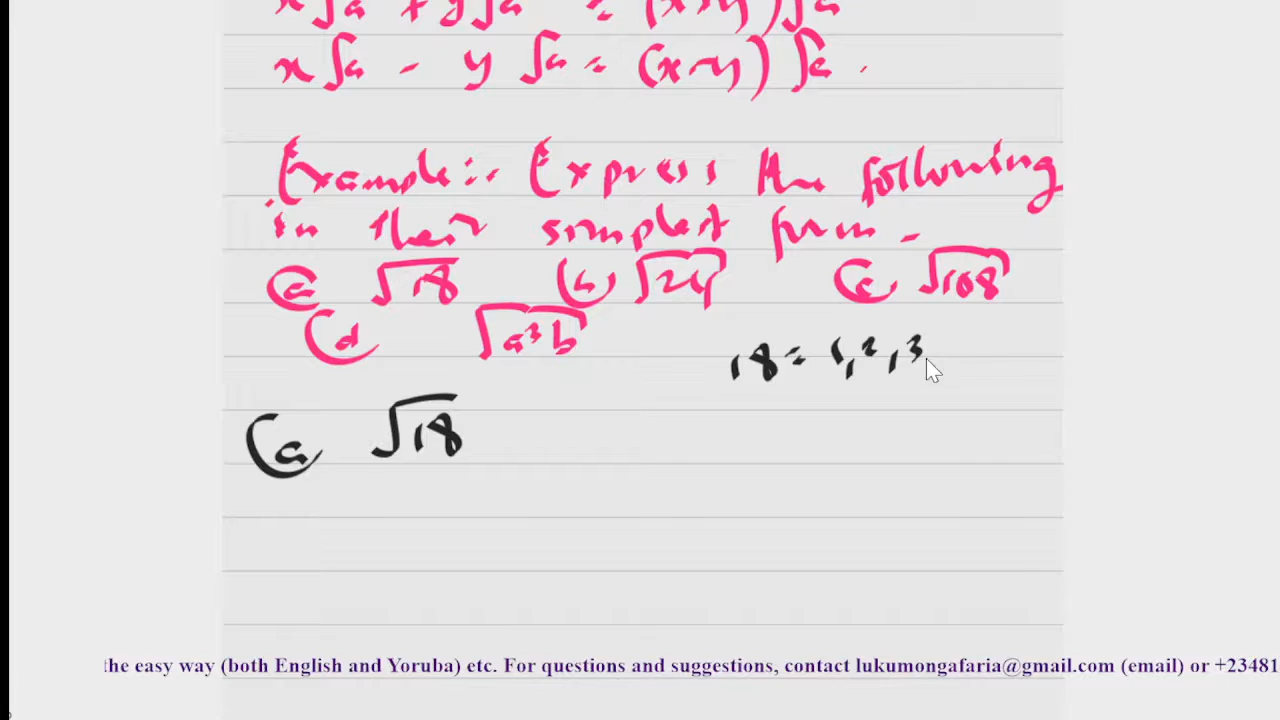 x√a + y√a = (x+y)√a
x√a - y√a = (x-y)√a.
Example:- Express the following
in their simplest form -
(a √18 (b) √24 (c √108
(d √a³b
18 = 1, 2, 3
(a √18
the easy way (both English and Yoruba) etc. For questions and suggestions, contact lukumongafaria@gmail.com (email) or +23481